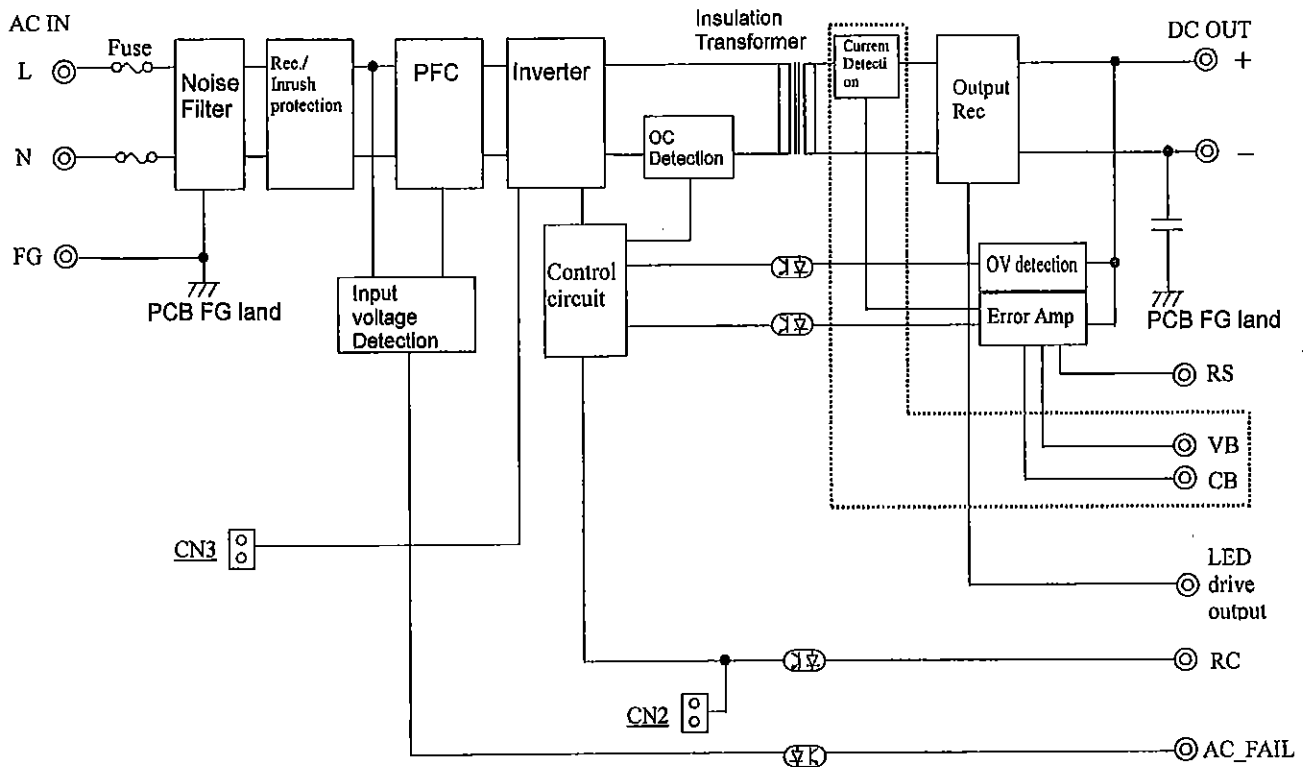 AC IN
L
Fuse
N
FG
Noise
Filter
PCB FG land
Rec./
Inrush
protection
PFC
Inverter
Input
voltage
Detection
OC
Detection
Control
circuit
Insulation
Transformer
Current
Detecti
on
Output
Rec
DC OUT
+
−
OV detection
Error Amp
PCB FG land
RS
VB
CB
CN3
LED
drive
output
RC
CN2
AC_FAIL